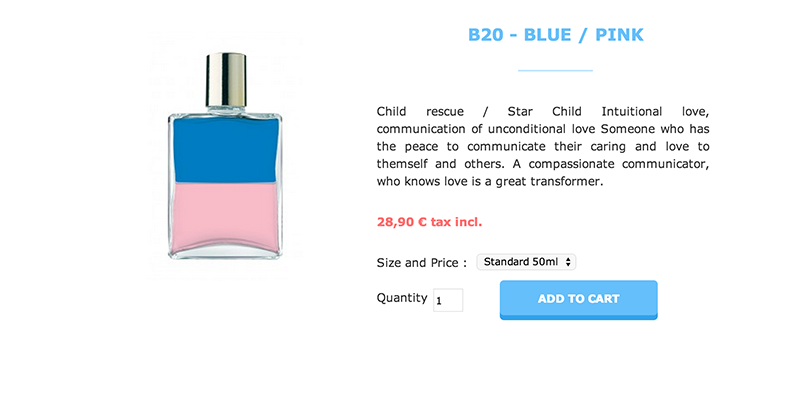 B20 - BLUE / PINK
Child rescue / Star Child Intuitional love,
communication of unconditional love Someone who has
the peace to communicate their caring and love to
themself and others. A compassionate communicator,
who knows love is a great transformer.
28,90 € tax incl.
Size and Price : Standard 50ml
Quantity 1
ADD TO CART